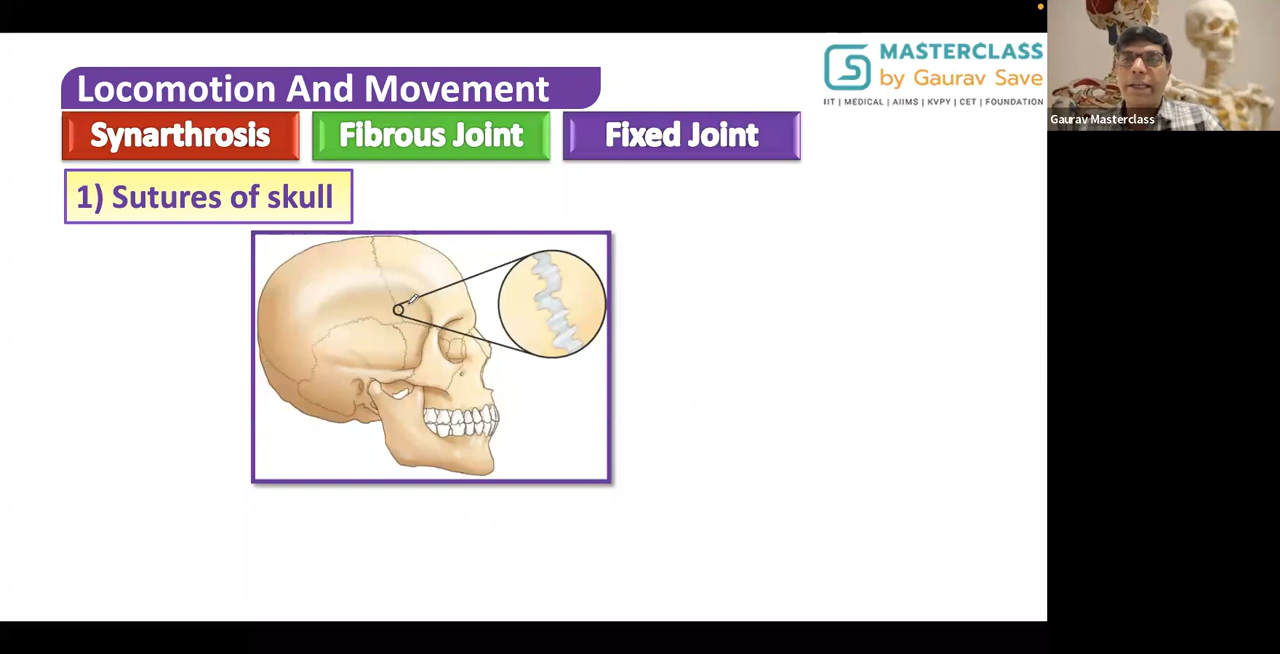 Locomotion And Movement
MASTERCLASS
by Gaurav Save
IIT | MEDICAL | AIIMS | KVPY | CET | FOUNDATION
Synarthrosis
Fibrous Joint
Fixed Joint
1) Sutures of skull
Gaurav Masterclass